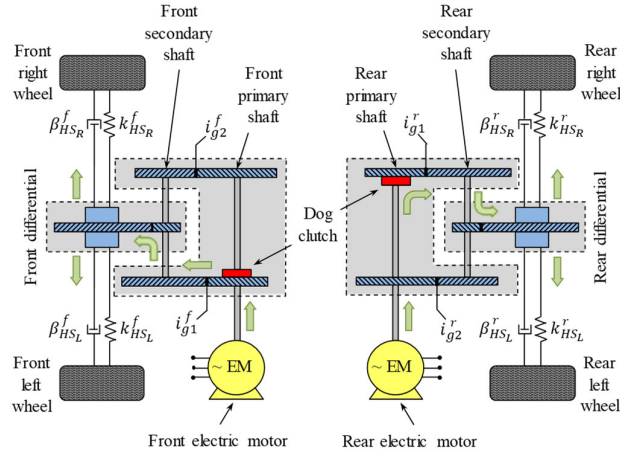 Front
right
wheel
Front
secondary
shaft
Front
primary
shaft
Rear
primary
shaft
Rear
secondary
shaft
Rear
right
wheel
β^f_{HS_R}
k^f_{HS_R}
i^f_{g2}
i^r_{g1}
β^r_{HS_R}
k^r_{HS_R}
Front differential
Dog
clutch
Rear differential
β^f_{HS_L}
k^f_{HS_L}
i^f_{g1}
i^r_{g2}
β^r_{HS_L}
k^r_{HS_L}
Front
left
wheel
~ EM
~ EM
Rear
left
wheel
Front electric motor
Rear electric motor